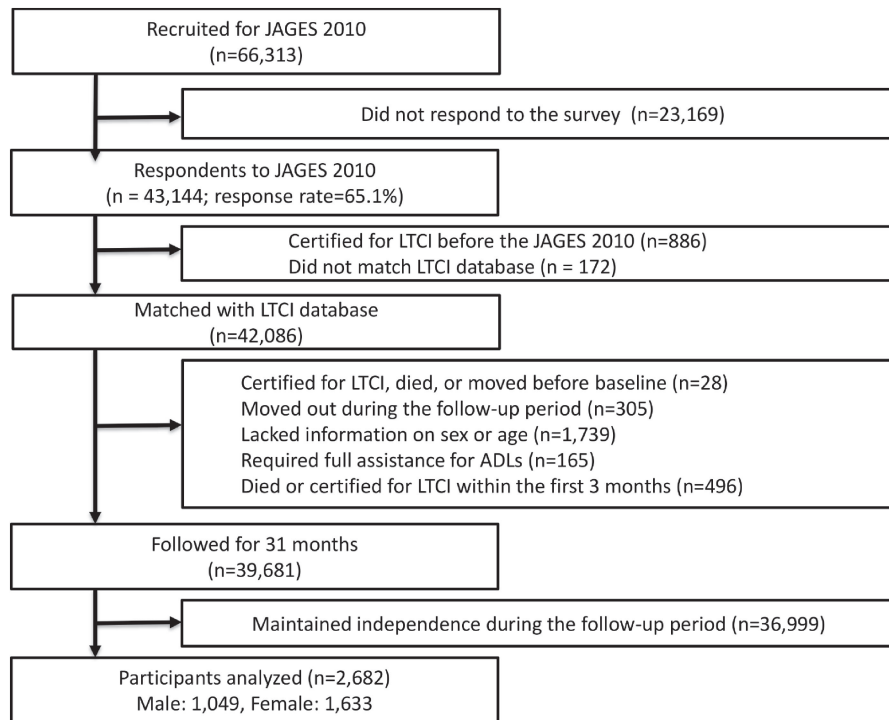 Recruited for JAGES 2010
(n=66,313)
Did not respond to the survey (n=23,169)
Respondents to JAGES 2010
(n = 43,144; response rate=65.1%)
Certified for LTCI before the JAGES 2010 (n=886)
Did not match LTCI database (n = 172)
Matched with LTCI database
(n=42,086)
Certified for LTCI, died, or moved before baseline (n=28)
Moved out during the follow-up period (n=305)
Lacked information on sex or age (n=1,739)
Required full assistance for ADLs (n=165)
Died or certified for LTCI within the first 3 months (n=496)
Followed for 31 months
(n=39,681)
Maintained independence during the follow-up period (n=36,999)
Participants analyzed (n=2,682)
Male: 1,049, Female: 1,633